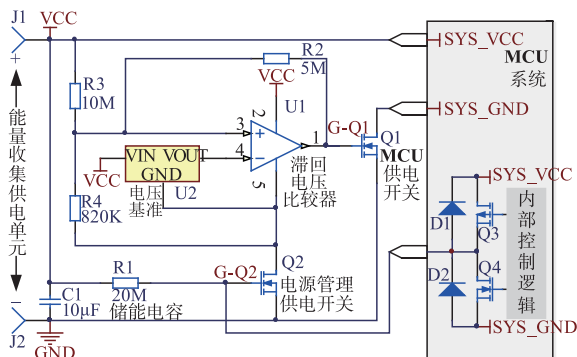 J1
VCC
+
能量收集供电单元
−
J2
R3
10M
R4
820K
C1
10μF
GND
R1
20M
储能电容
VCC
VIN VOUT
GND
U2
电压
基准
R2
5M
VCC
2
U1
3
+
4
−
5
1
滞回
电压
比较器
G-Q1
Q1
MCU
供电
开关
G-Q2
Q2
电源管理
供电开关
SYS_VCC
MCU
系统
SYS_GND
SYS_VCC
D1
Q3
D2
Q4
内部控制逻辑
SYS_GND